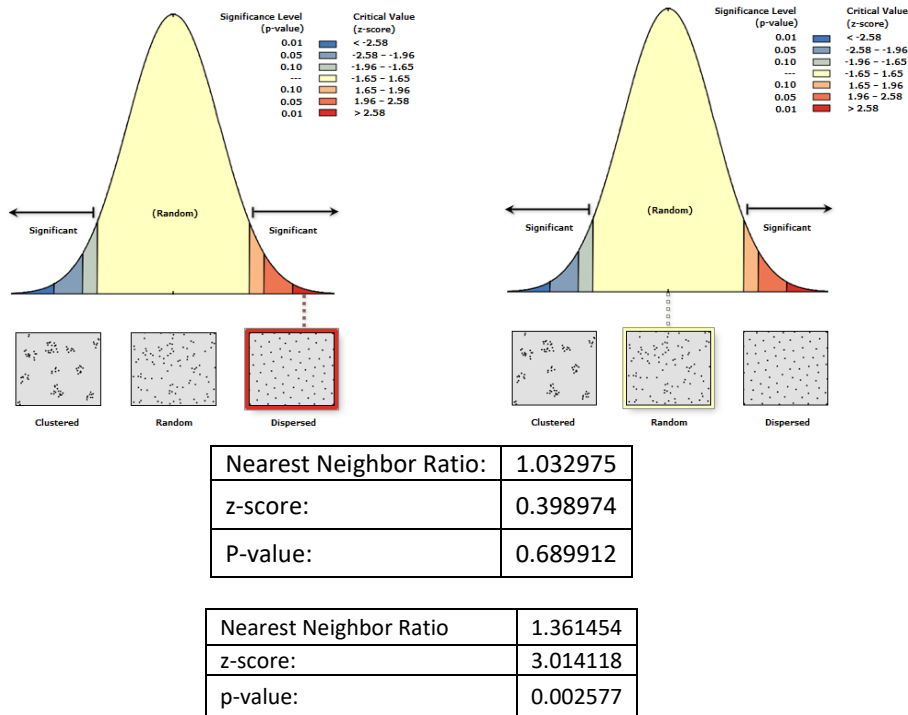 Significance Level (p-value) Critical Value (z-score)
0.01 < -2.58
0.05 -2.58 – -1.96
0.10 -1.96 – -1.65
--- -1.65 – 1.65
0.10 1.65 – 1.96
0.05 1.96 – 2.58
0.01 > 2.58
(Random)
Significant Significant
Clustered Random Dispersed
Significance Level (p-value) Critical Value (z-score)
0.01 < -2.58
0.05 -2.58 – -1.96
0.10 -1.96 – -1.65
--- -1.65 – 1.65
0.10 1.65 – 1.96
0.05 1.96 – 2.58
0.01 > 2.58
(Random)
Significant Significant
Clustered Random Dispersed
Nearest Neighbor Ratio: 1.032975
z-score: 0.398974
P-value: 0.689912
Nearest Neighbor Ratio 1.361454
z-score: 3.014118
p-value: 0.002577